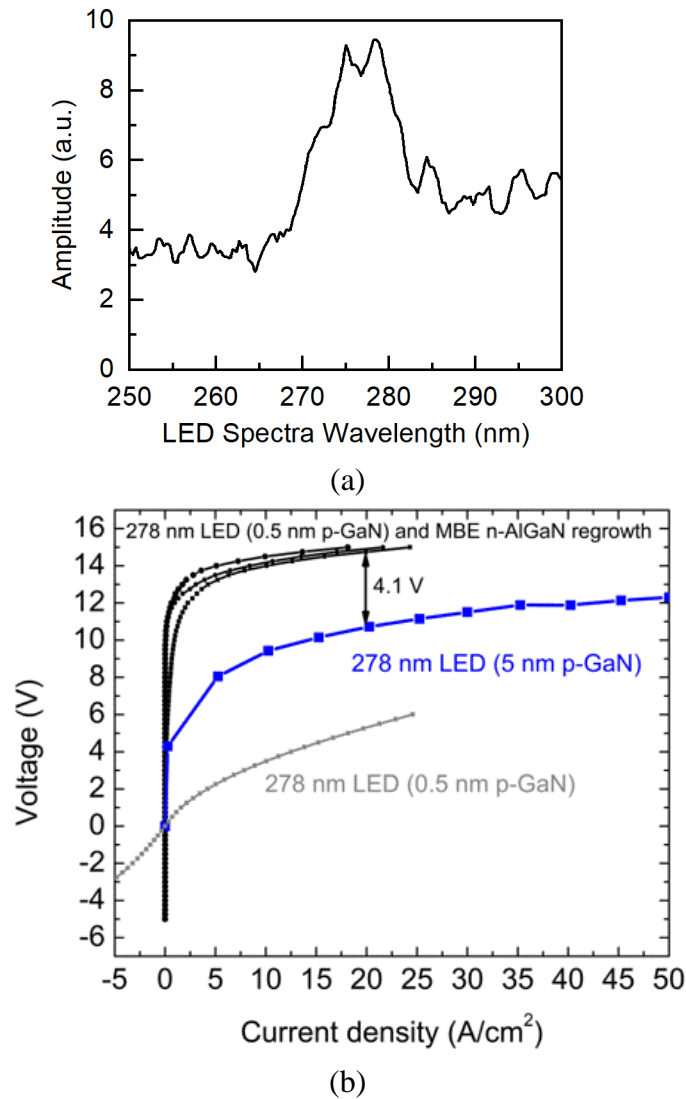 10
8
6
4
2
0
Amplitude (a.u.)
250 260 270 280 290 300
LED Spectra Wavelength (nm)
(a)
16
14
12
10
8
6
4
2
0
-2
-4
-6
Voltage (V)
278 nm LED (0.5 nm p-GaN) and MBE n-AlGaN regrowth
4.1 V
278 nm LED (5 nm p-GaN)
278 nm LED (0.5 nm p-GaN)
-5 0 5 10 15 20 25 30 35 40 45 50
Current density (A/cm²)
(b)